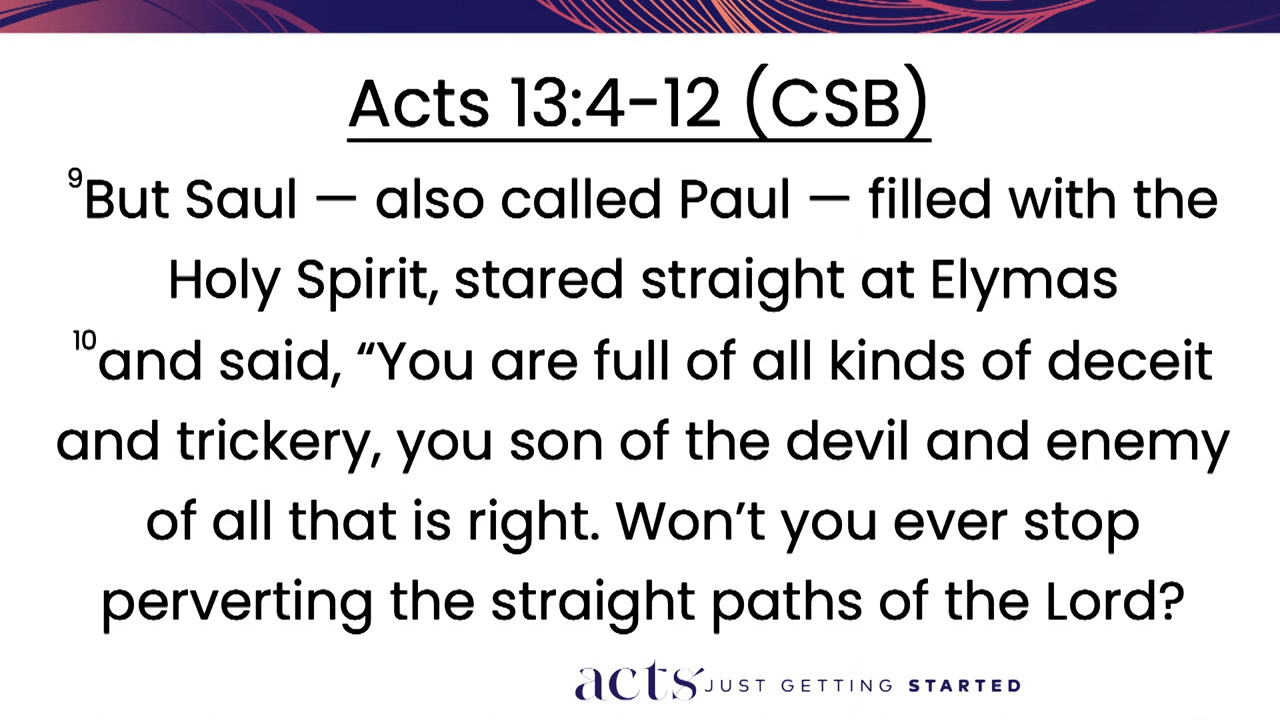 Acts 13:4-12 (CSB)
⁹But Saul — also called Paul — filled with the
Holy Spirit, stared straight at Elymas
¹⁰and said, “You are full of all kinds of deceit
and trickery, you son of the devil and enemy
of all that is right. Won’t you ever stop
perverting the straight paths of the Lord?
acts JUST GETTING STARTED